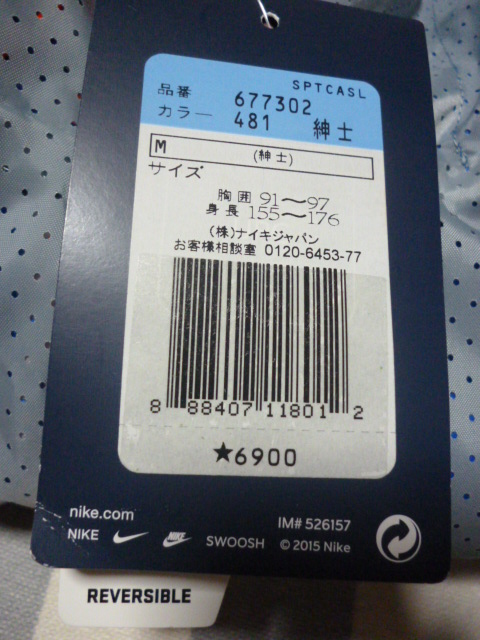 SPTCASL
品番 677302
カラー 481 紳士
M (紳士)
サイズ
胸囲 91〜97
身長 155〜176
(株)ナイキジャパン
お客様相談室 0120-6453-77
8 88407 11801 2
★6900
nike.com
IM# 526157
NIKE SWOOSH © 2015 Nike
REVERSIBLE